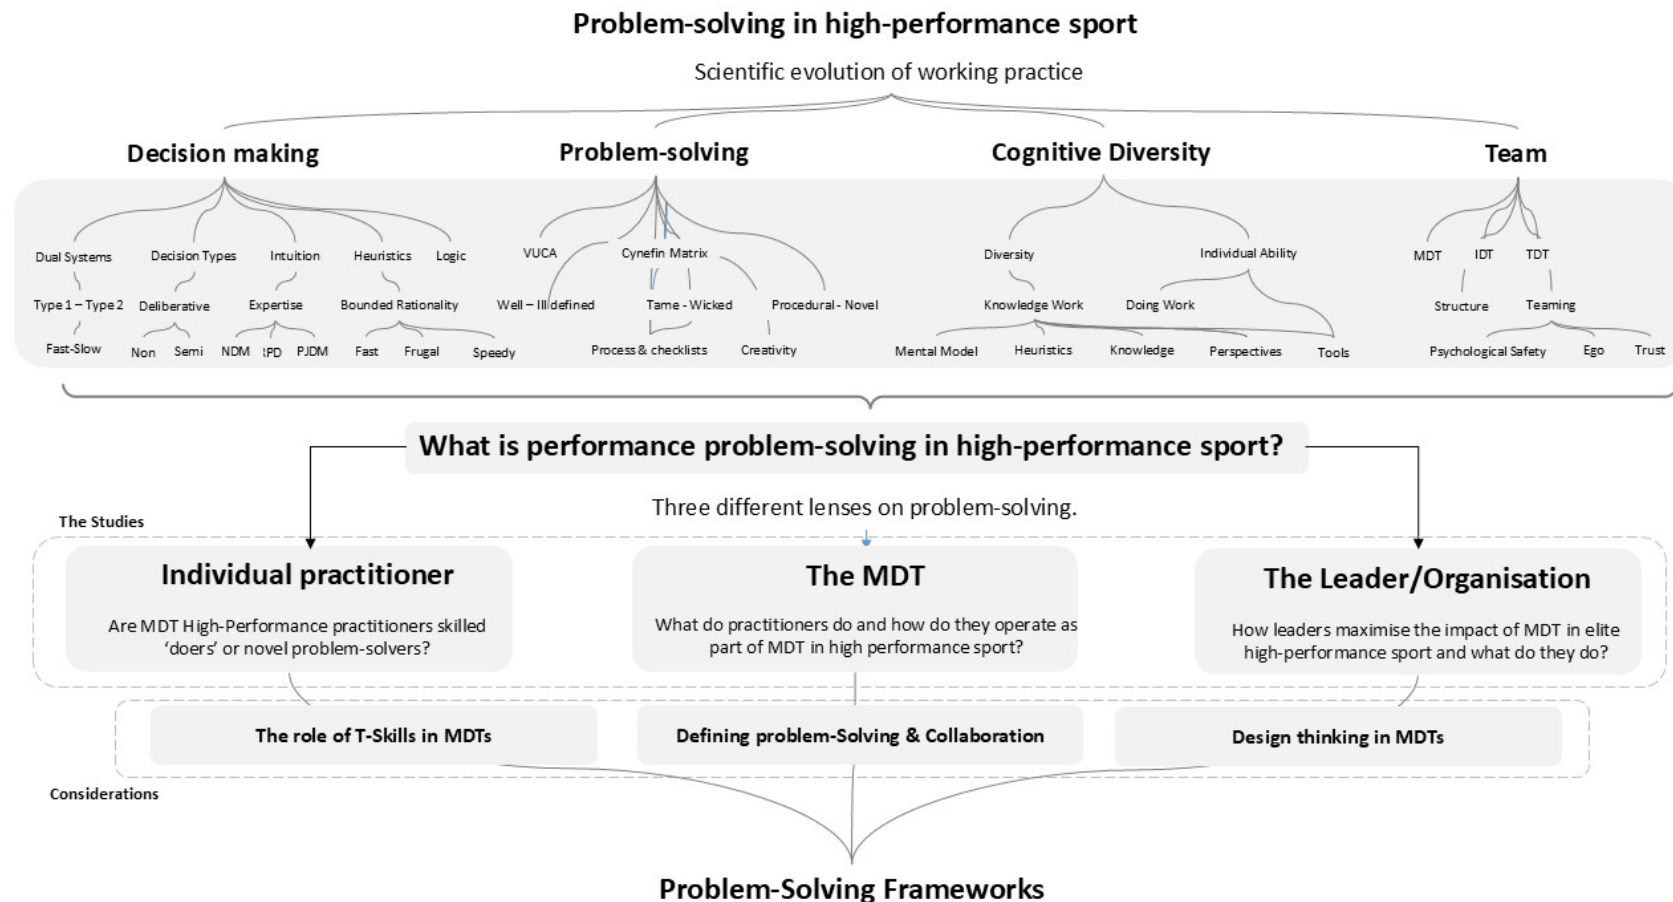 Problem-solving in high-performance sport
Scientific evolution of working practice
Decision making
Problem-solving
Cognitive Diversity
Team
Dual Systems
Decision Types
Intuition
Heuristics
Logic
VUCA
Cynefin Matrix
Diversity
Individual Ability
MDT
IDT
TDT
Type 1 – Type 2
Deliberative
Expertise
Bounded Rationality
Well – Ill defined
Tame - Wicked
Procedural - Novel
Knowledge Work
Doing Work
Structure
Teaming
Fast-Slow
Non
Semi
NDM
PJDM
Fast
Frugal
Speedy
Process & checklists
Creativity
Mental Model
Heuristics
Knowledge
Perspectives
Tools
Psychological Safety
Ego
Trust
What is performance problem-solving in high-performance sport?
Three different lenses on problem-solving.
The Studies
Individual practitioner
Are MDT High-Performance practitioners skilled
‘doers’ or novel problem-solvers?
The MDT
What do practitioners do and how do they operate as
part of MDT in high performance sport?
The Leader/Organisation
How leaders maximise the impact of MDT in elite
high-performance sport and what do they do?
The role of T-Skills in MDTs
Defining problem-Solving & Collaboration
Design thinking in MDTs
Considerations
Problem-Solving Frameworks